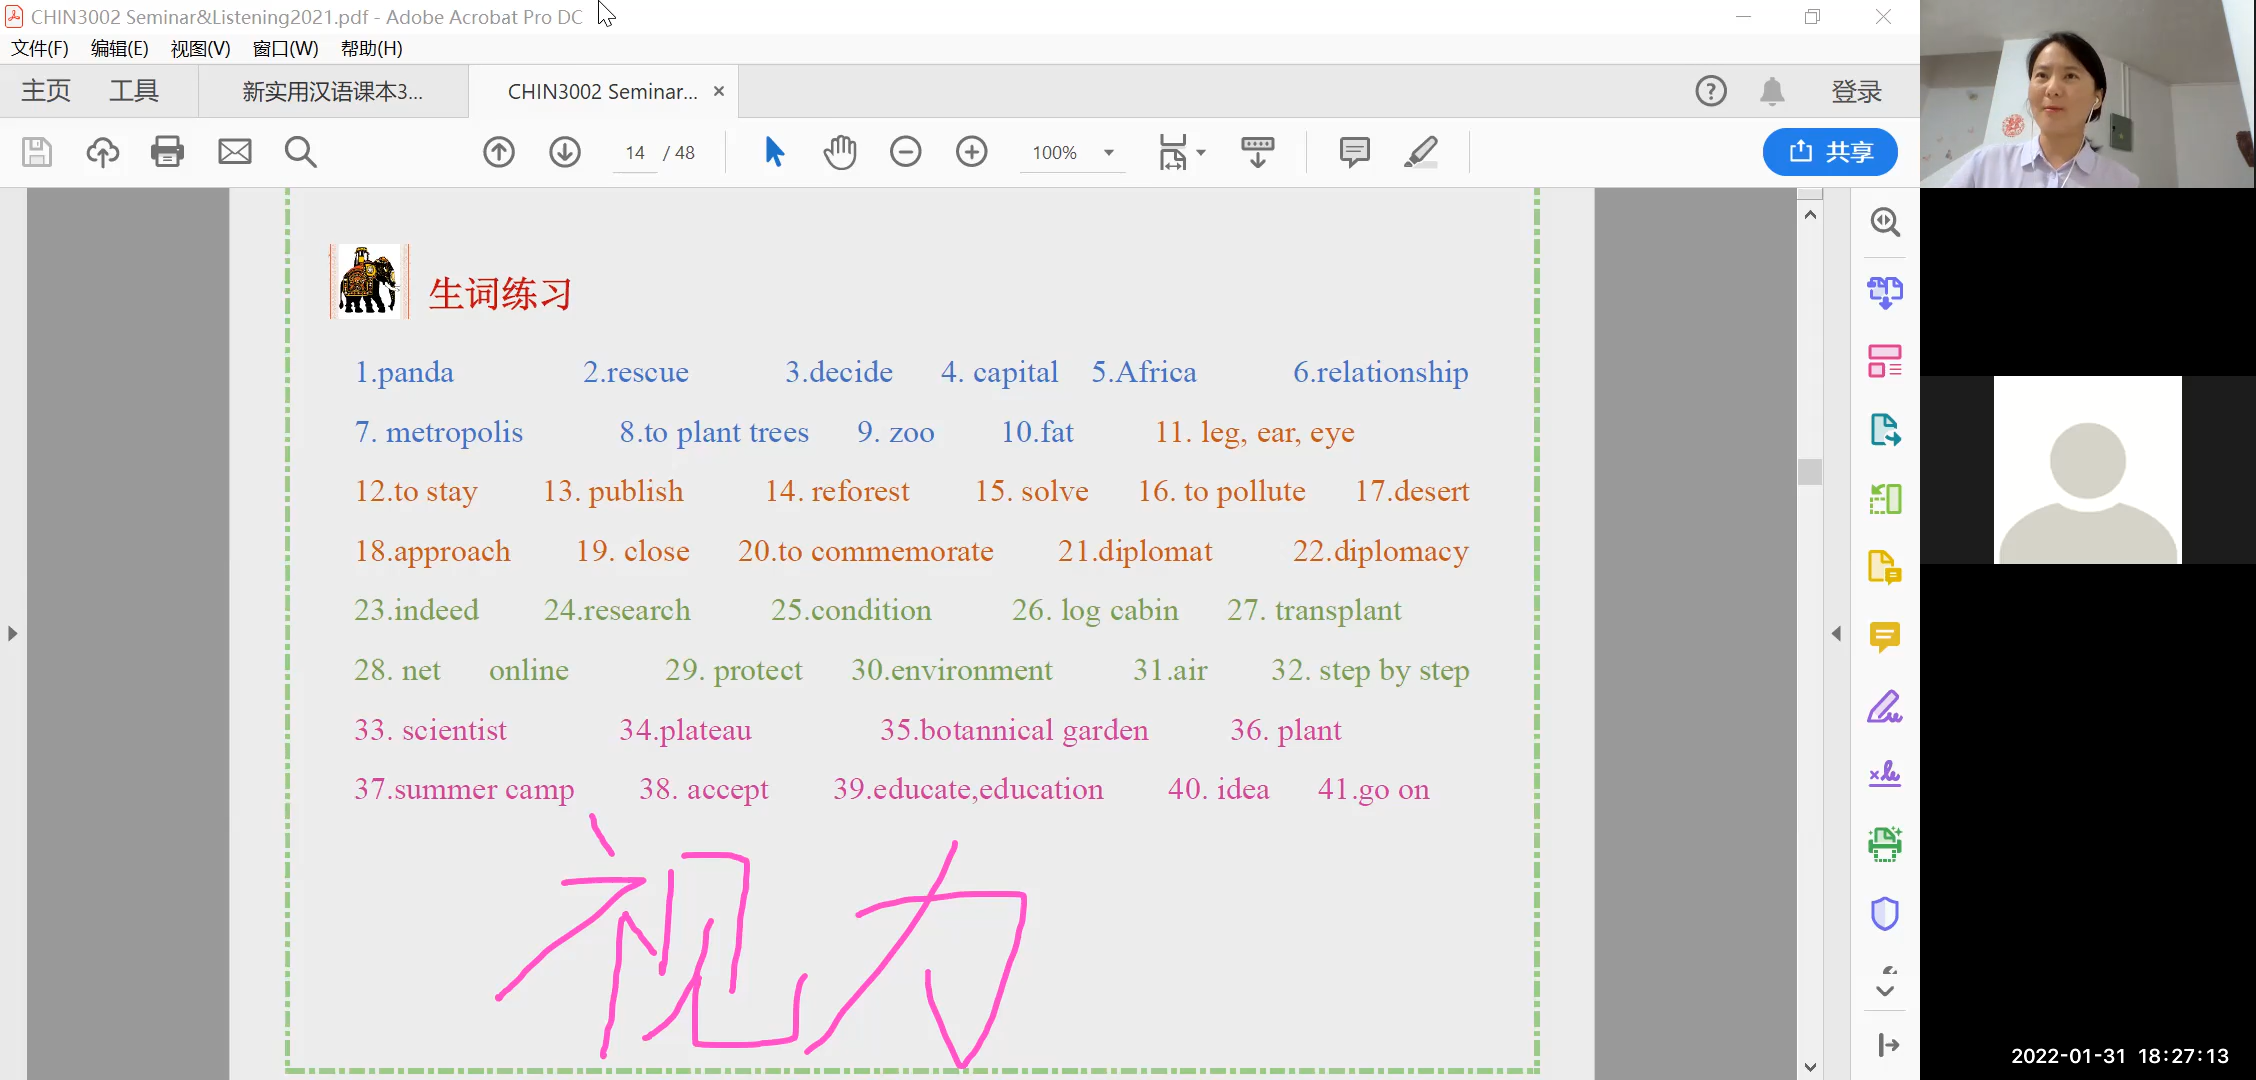 CHIN3002 Seminar&Listening2021.pdf - Adobe Acrobat Pro DC
文件(F) 编辑(E) 视图(V) 窗口(W) 帮助(H)
主页 工具 新实用汉语课本3... CHIN3002 Seminar... × 登录
14 / 48 100% 共享
生词练习
1.panda 2.rescue 3.decide 4. capital 5.Africa 6.relationship
7. metropolis 8.to plant trees 9. zoo 10.fat 11. leg, ear, eye
12.to stay 13. publish 14. reforest 15. solve 16. to pollute 17.desert
18.approach 19. close 20.to commemorate 21.diplomat 22.diplomacy
23.indeed 24.research 25.condition 26. log cabin 27. transplant
28. net online 29. protect 30.environment 31.air 32. step by step
33. scientist 34.plateau 35.botannical garden 36. plant
37.summer camp 38. accept 39.educate,education 40. idea 41.go on
视力
2022-01-31 18:27:13